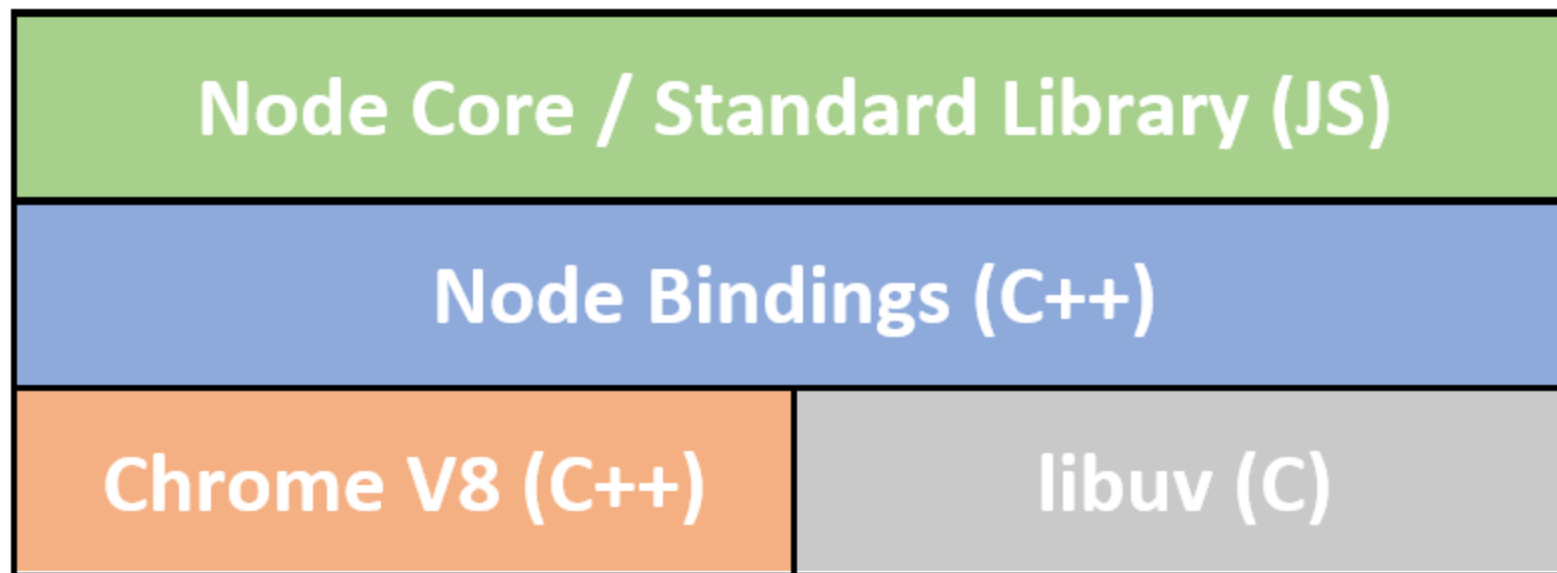 Node Core / Standard Library (JS)
Node Bindings (C++)
Chrome V8 (C++)
libuv (C)